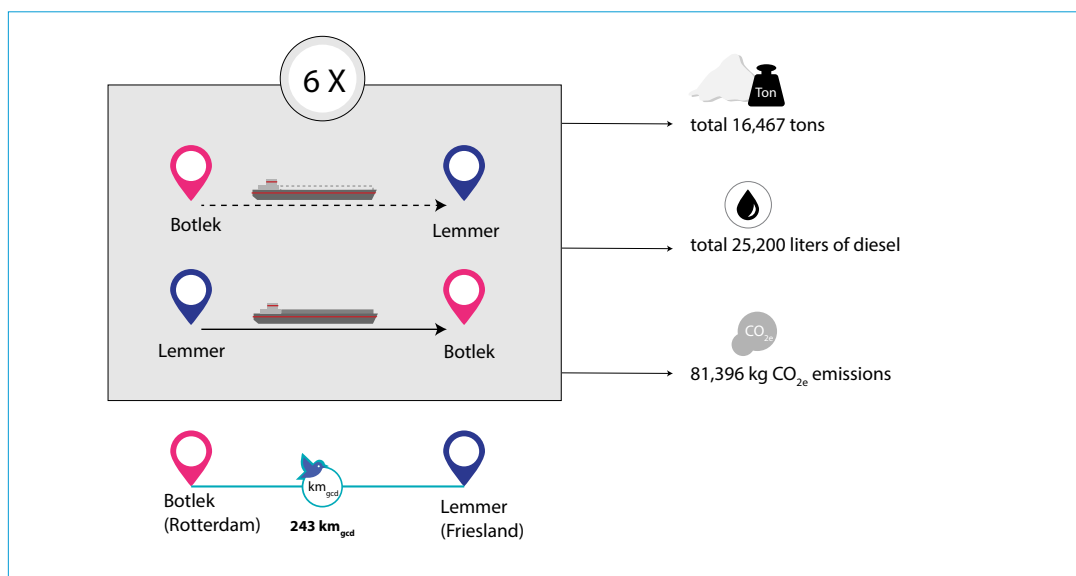 6 X
Ton
total 16,467 tons
Botlek
Lemmer
total 25,200 liters of diesel
Lemmer
Botlek
CO2e
81,396 kg CO2e emissions
kmgcd
Botlek
(Rotterdam)
243 kmgcd
Lemmer
(Friesland)